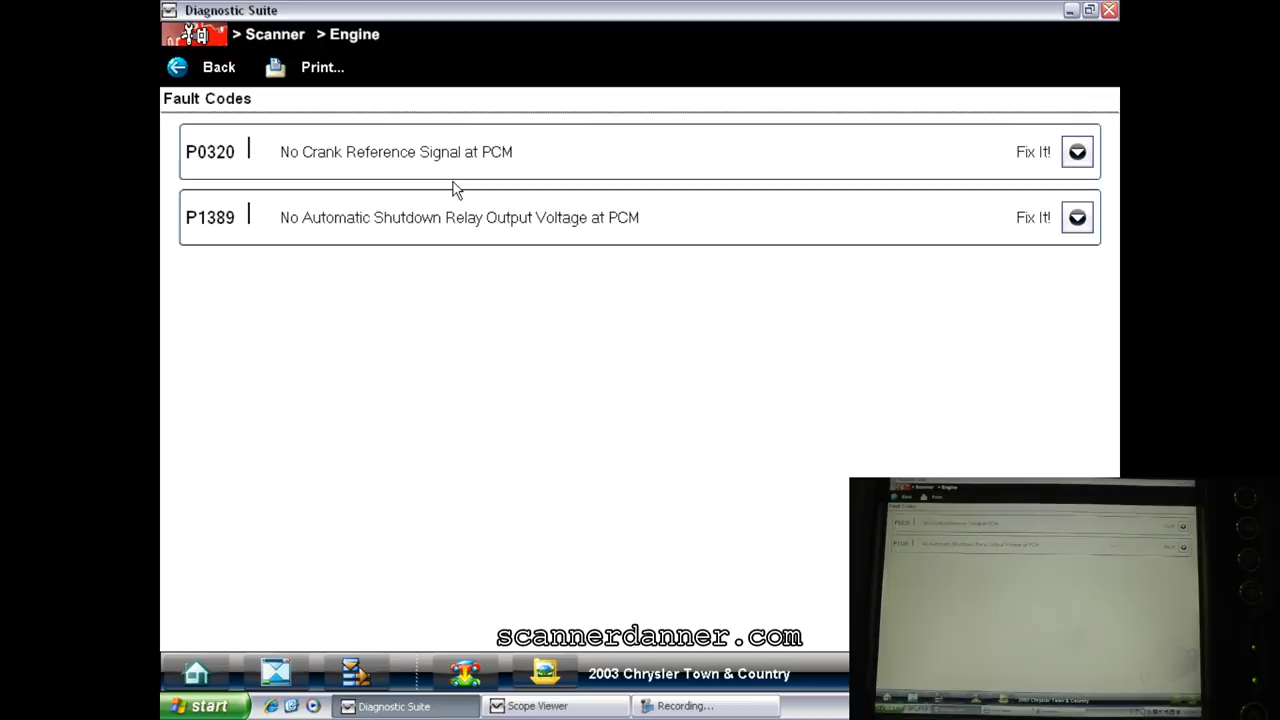 Diagnostic Suite
> Scanner > Engine
Back Print...
Fault Codes
P0320 No Crank Reference Signal at PCM Fix It!
P1389 No Automatic Shutdown Relay Output Voltage at PCM Fix It!
scannerdanner.com
2003 Chrysler Town & Country
start Diagnostic Suite Scope Viewer Recording...